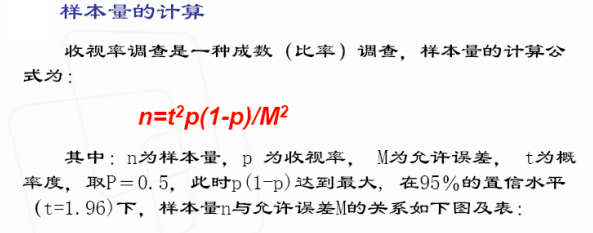 样本量的计算
收视率调查是一种成数（比率）调查，样本量的计算公
式为：
n=t²p(1-p)/M²
其中：n为样本量，p 为收视率， M为允许误差， t为概
率度，取P＝0.5，此时p(1-p)达到最大，在95%的置信水平
(t=1.96)下，样本量n与允许误差M的关系如下图及表：